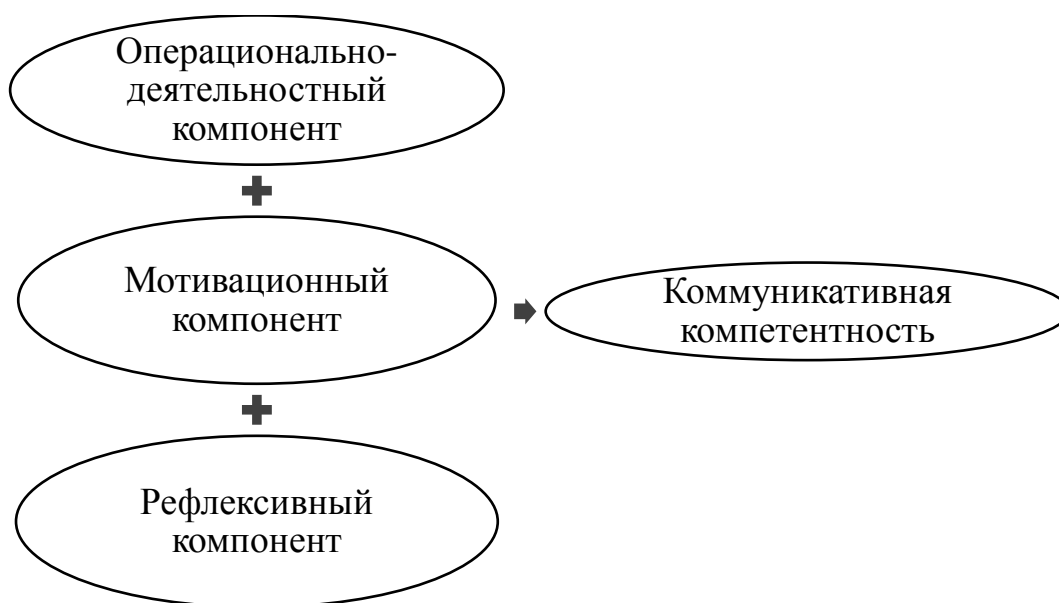 Операционально-
деятельностный
компонент
Мотивационный
компонент
Коммуникативная
компетентность
Рефлексивный
компонент